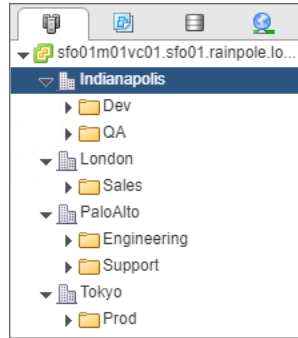 sfo01m01vc01.sfo01.rainpole.lo...
Indianapolis
Dev
QA
London
Sales
PaloAlto
Engineering
Support
Tokyo
Prod